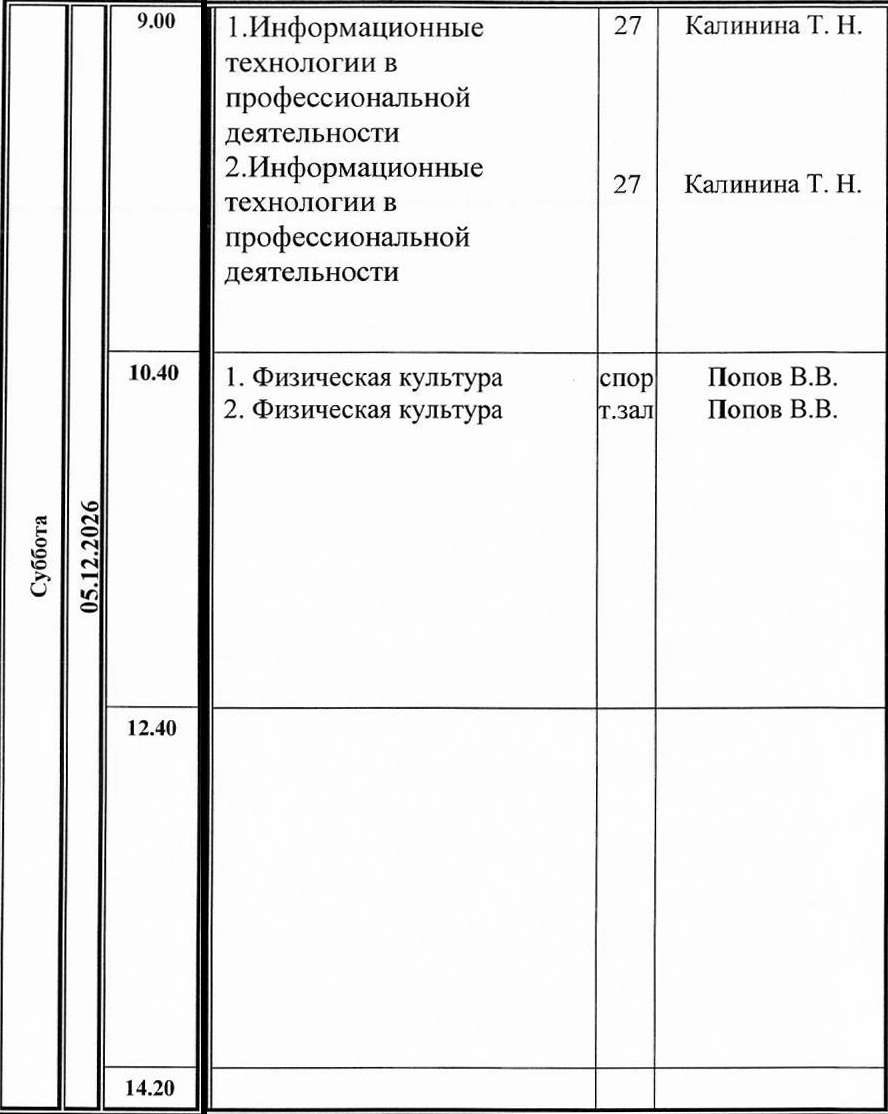 Суббота
05.12.2026
9.00
1.Информационные
технологии в
профессиональной
деятельности
2.Информационные
технологии в
профессиональной
деятельности
27
27
Калинина Т. Н.
Калинина Т. Н.
10.40
1. Физическая культура
2. Физическая культура
спор
т.зал
Попов В.В.
Попов В.В.
12.40
14.20